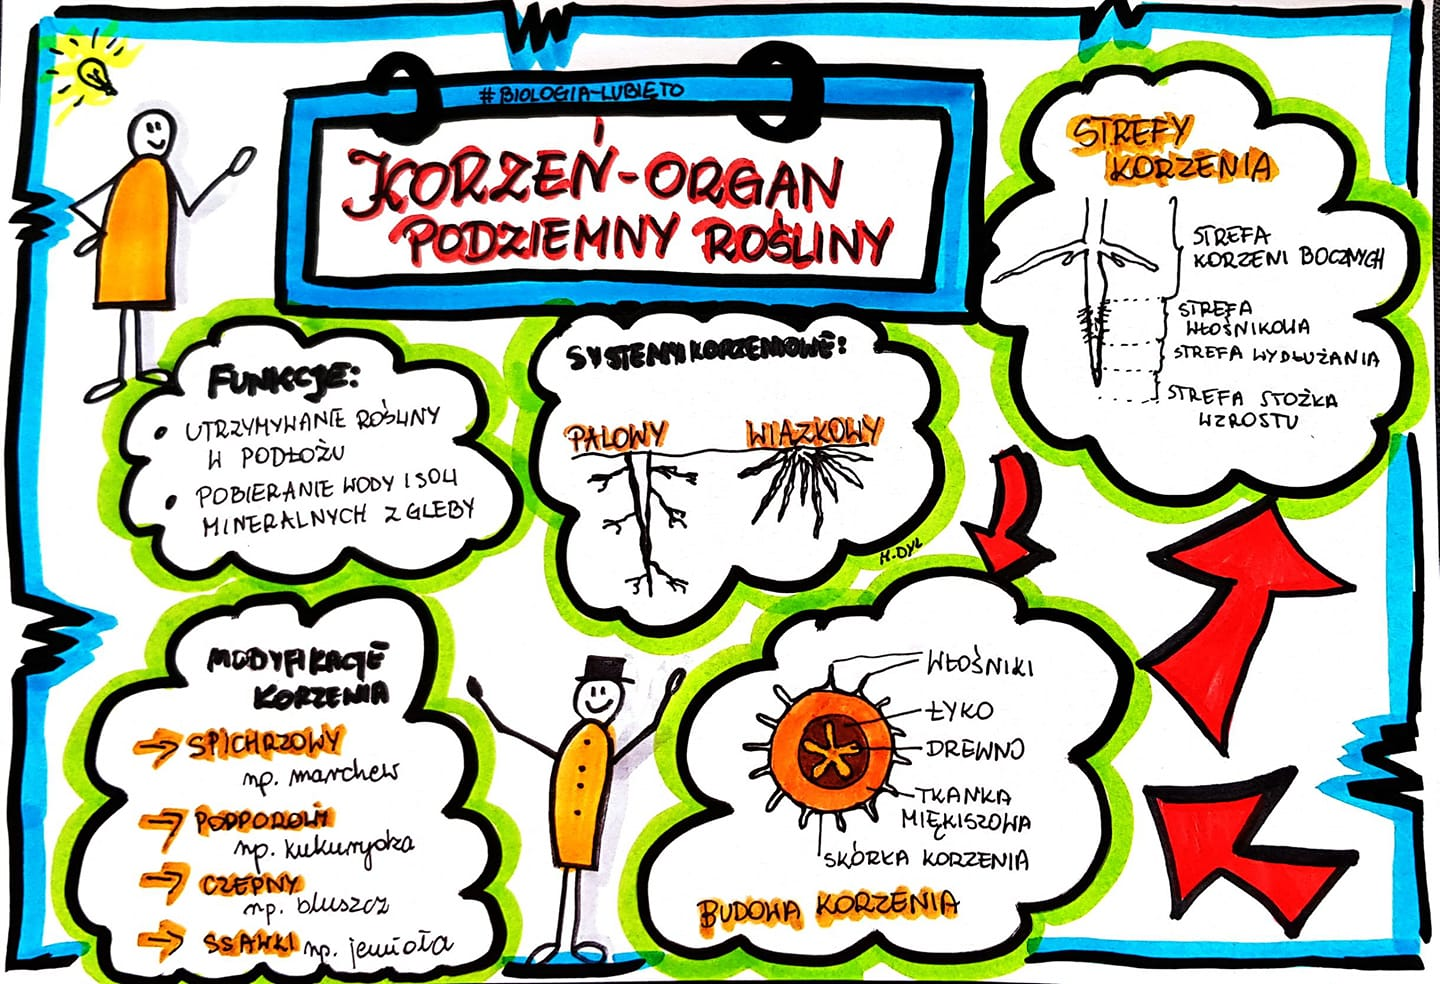 #BIOLOGIA-LUBIĘTO
KORZEŃ-ORGAN
PODZIEMNY ROŚLINY
FUNKCJE:
• UTRZYMYWANIE ROŚLINY
W PODŁOŻU
• POBIERANIE WODY I SOLI
MINERALNYCH Z GLEBY
SYSTEMY KORZENIOWE:
PALOWY
WIĄZKOWY
M.DYL
STREFY
KORZENIA
STREFA
KORZENI BOCZNYCH
STREFA
WŁOŚNIKOWA
STREFA WYDŁUŻANIA
STREFA STOŻKA
WZROSTU
MODYFIKACJE
KORZENIA
→ SPICHRZOWY
np. marchew
→ PODPOROWY
np. kukurydza
→ CZEPNY
np. bluszcz
→ SSAWKI np. jemioła
WŁOŚNIKI
ŁYKO
DREWNO
TKANKA
MIĘKISZOWA
SKÓRKA KORZENIA
BUDOWA KORZENIA